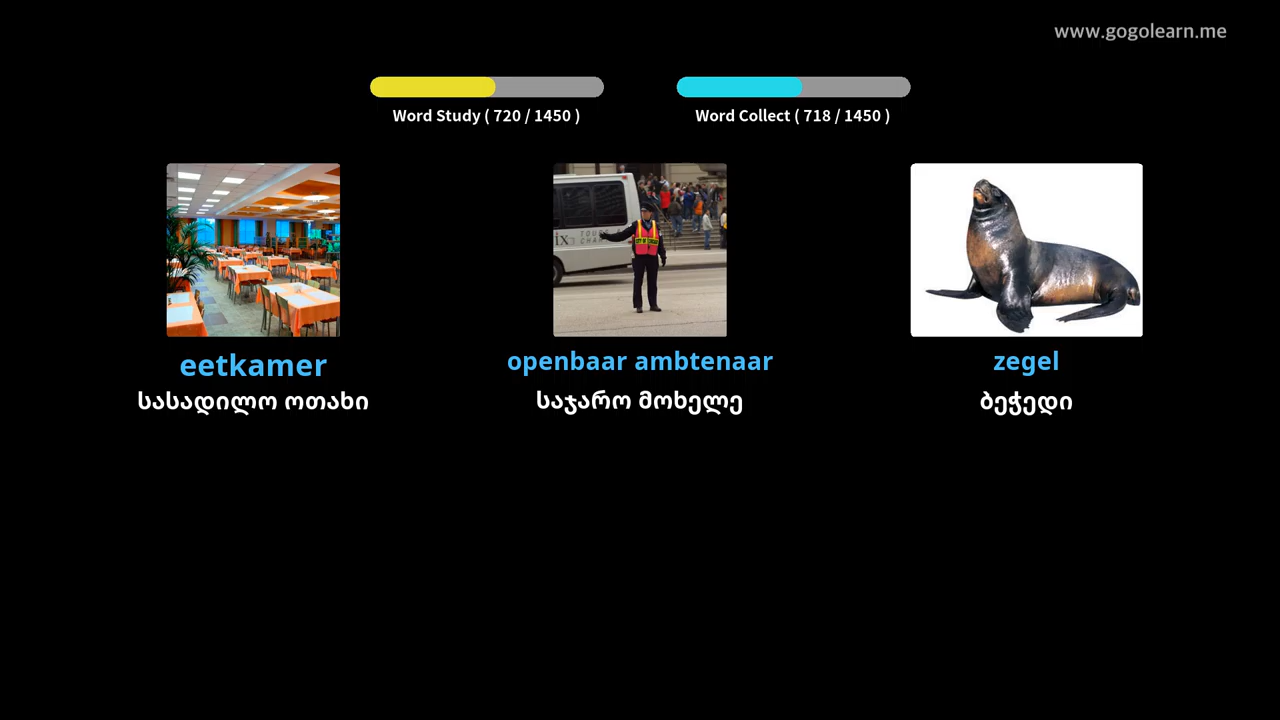 www.gogolearn.me
Word Study ( 720 / 1450 )
Word Collect ( 718 / 1450 )
eetkamer
openbaar ambtenaar
zegel
სასადილო ოთახი
საჯარო მოხელე
ბეჭედი